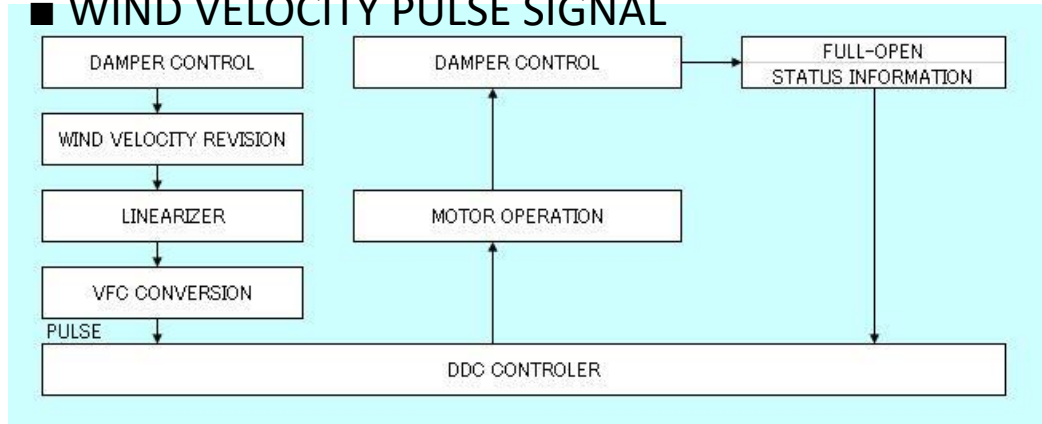 ■ WIND VELOCITY PULSE SIGNAL
DAMPER CONTROL
WIND VELOCITY REVISION
LINEARIZER
VFC CONVERSION
PULSE
DAMPER CONTROL
MOTOR OPERATION
FULL-OPEN
STATUS INFORMATION
DDC CONTROLER